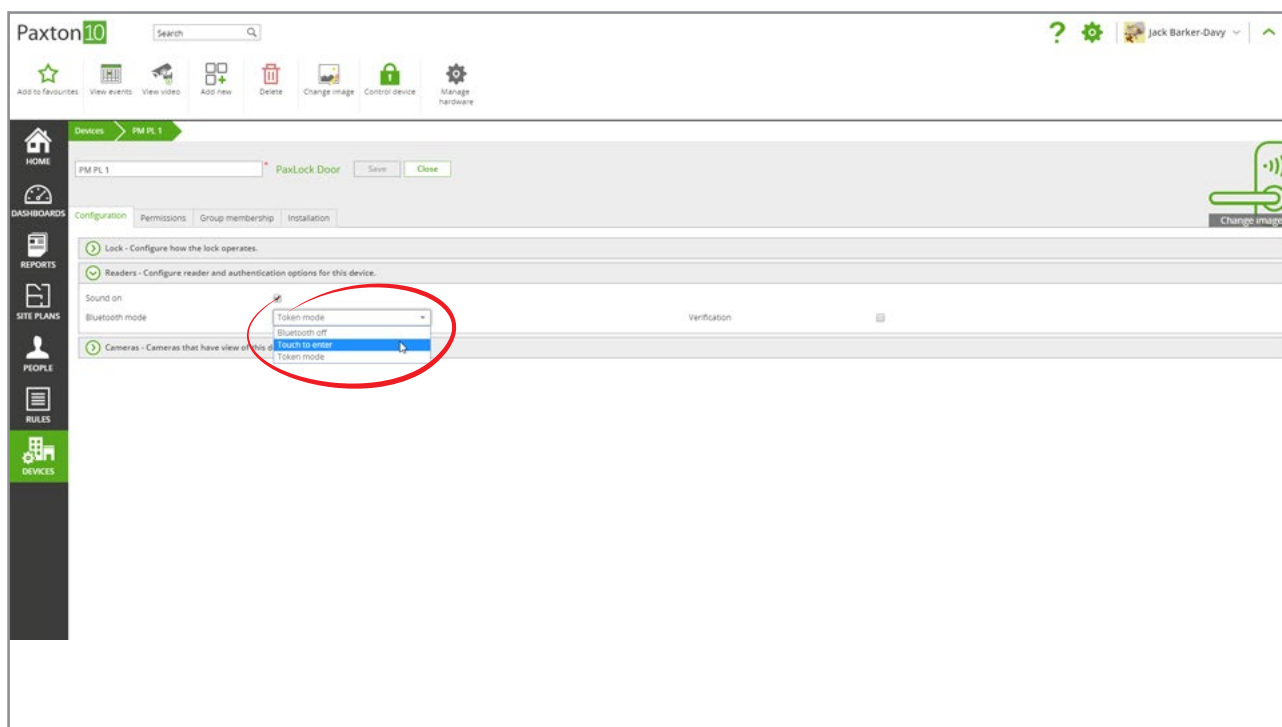 Paxton10
Search
Jack Barker-Davy
Add to favourites
View events
View video
Add new
Delete
Change image
Control device
Manage
hardware
HOME
DASHBOARDS
REPORTS
SITE PLANS
PEOPLE
RULES
DEVICES
Devices
PM PL 1
PM PL 1
* PaxLock Door
Save
Close
Change image
Configuration
Permissions
Group membership
Installation
Lock - Configure how the lock operates.
Readers - Configure reader and authentication options for this device.
Sound on
Bluetooth mode
Token mode
Verification
Bluetooth off
Touch to enter
Token mode
Cameras - Cameras that have view of this d